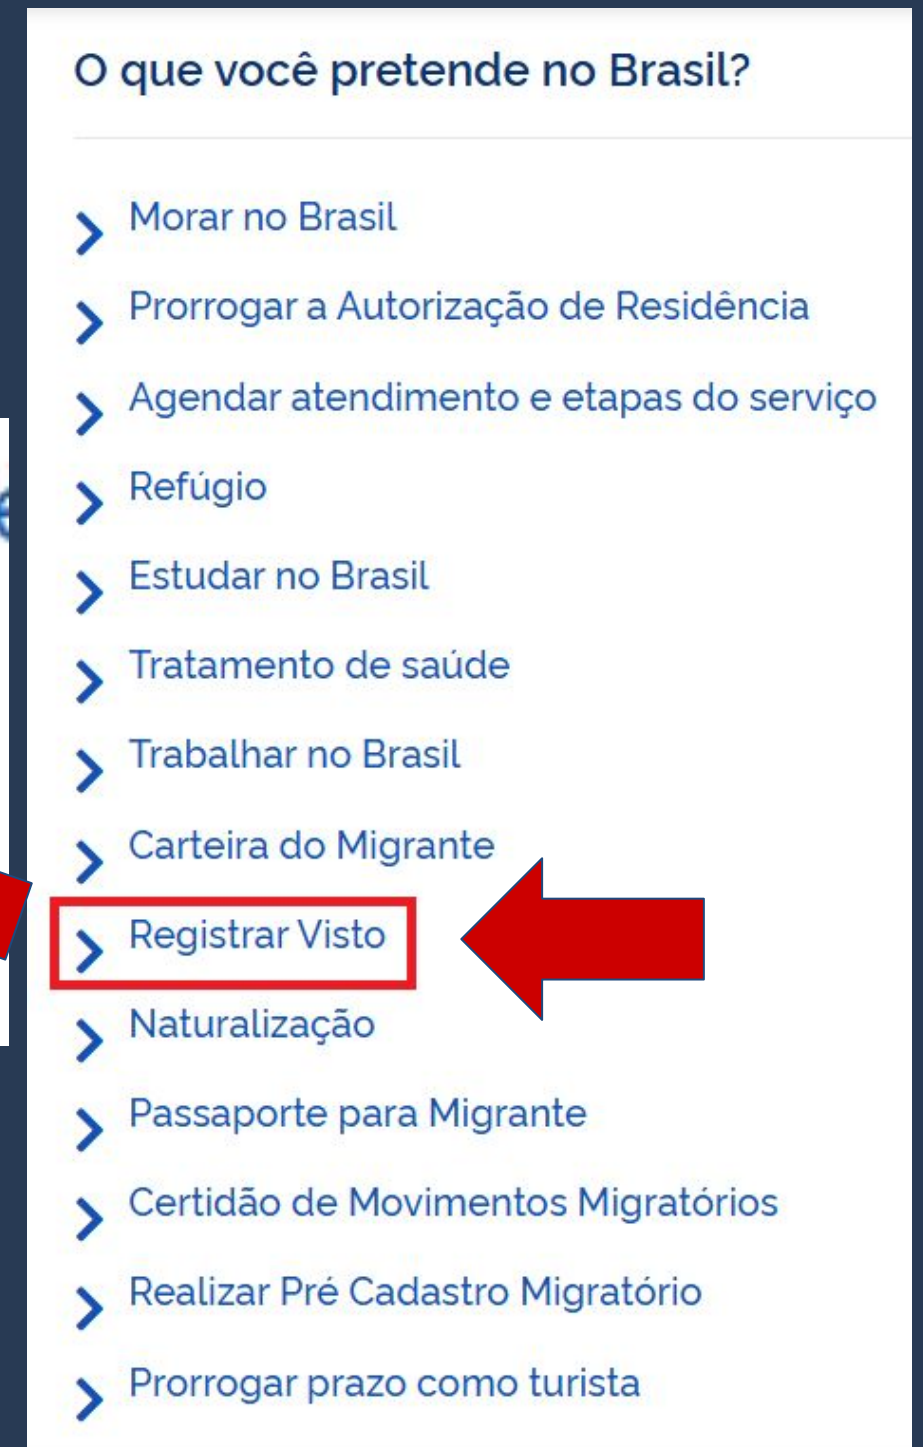 O que você pretende no Brasil?
Morar no Brasil
Prorrogar a Autorização de Residência
Agendar atendimento e etapas do serviço
Refúgio
Estudar no Brasil
Tratamento de saúde
Trabalhar no Brasil
Carteira do Migrante
Registrar Visto
Naturalização
Passaporte para Migrante
Certidão de Movimentos Migratórios
Realizar Pré Cadastro Migratório
Prorrogar prazo como turista